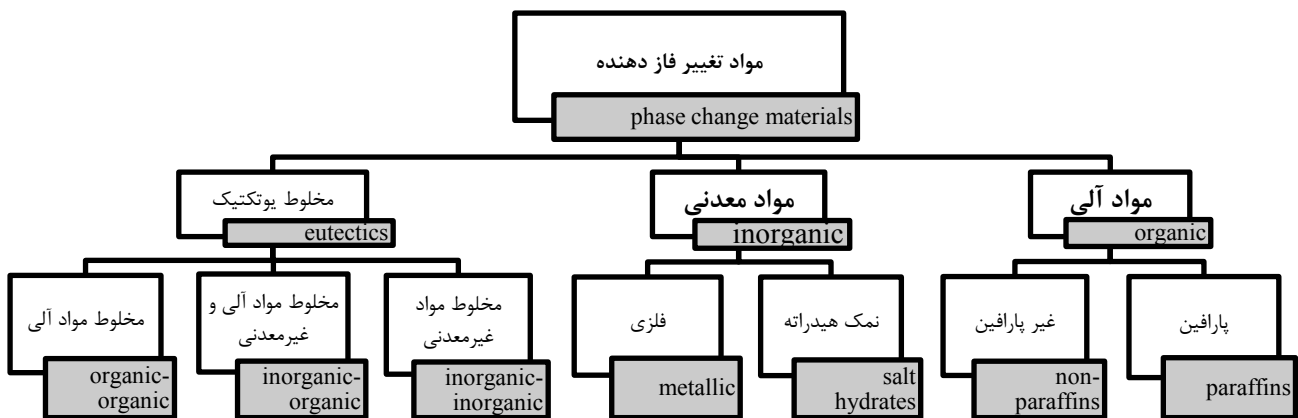 مواد تغییر فاز دهنده
phase change materials
مواد آلی
organic
مواد معدنی
inorganic
مخلوط یوتکتیک
eutectics
پارافین
paraffins
غیر پارافین
non-
paraffins
نمک هیدراته
salt
hydrates
فلزی
metallic
مخلوط مواد
غیرمعدنی
inorganic-
inorganic
مخلوط مواد آلی و
غیرمعدنی
inorganic-
organic
مخلوط مواد آلی
organic-
organic